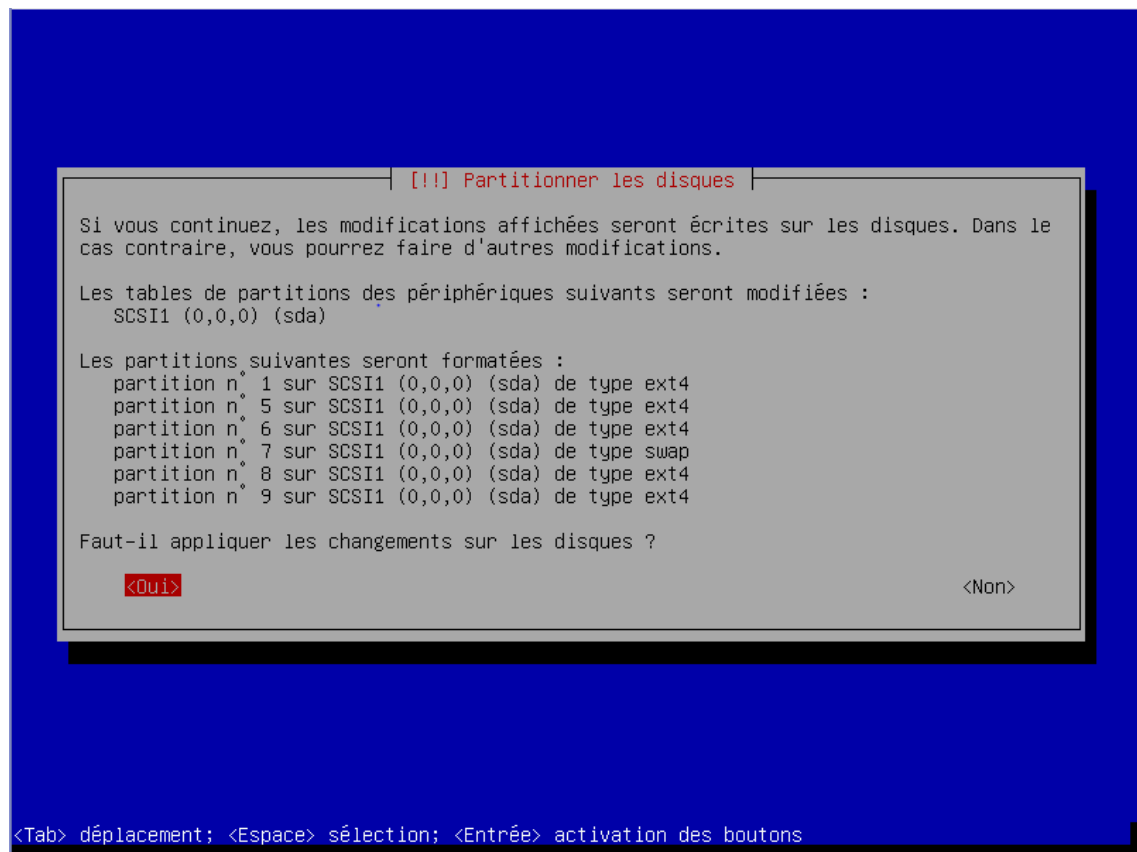 [!!] Partitionner les disques
Si vous continuez, les modifications affichées seront écrites sur les disques. Dans le
cas contraire, vous pourrez faire d'autres modifications.
Les tables de partitions des périphériques suivants seront modifiées :
SCSI1 (0,0,0) (sda)
Les partitions suivantes seront formatées :
partition n° 1 sur SCSI1 (0,0,0) (sda) de type ext4
partition n° 5 sur SCSI1 (0,0,0) (sda) de type ext4
partition n° 6 sur SCSI1 (0,0,0) (sda) de type ext4
partition n° 7 sur SCSI1 (0,0,0) (sda) de type swap
partition n° 8 sur SCSI1 (0,0,0) (sda) de type ext4
partition n° 9 sur SCSI1 (0,0,0) (sda) de type ext4
Faut-il appliquer les changements sur les disques ?
<Oui> <Non>
<Tab> déplacement; <Espace> sélection; <Entrée> activation des boutons